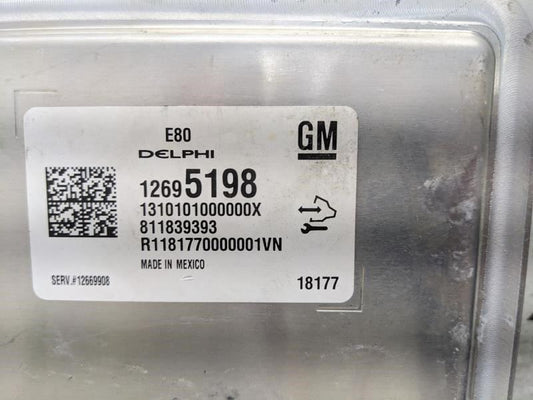 E80
DELPHI
GM
12695198
1310101000000X
811839393
R1181770000001VN
MADE IN MEXICO
SERV.#12669908
18177